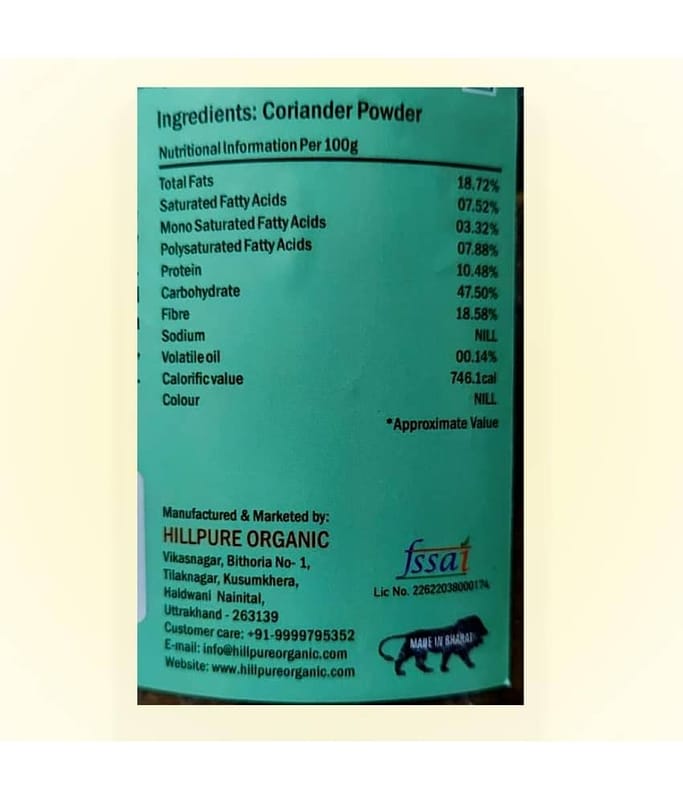 Ingredients: Coriander Powder
Nutritional Information Per 100g
Total Fats 18.72%
Saturated Fatty Acids 07.52%
Mono Saturated Fatty Acids 03.32%
Polysaturated Fatty Acids 07.88%
Protein 10.48%
Carbohydrate 47.50%
Fibre 18.58%
Sodium NILL
Volatile oil 00.14%
Calorific value 746.1cal
Colour NILL
*Approximate Value
Manufactured & Marketed by:
HILLPURE ORGANIC
Vikasnagar, Bithoria No- 1,
Tilaknagar, Kusumkhera,
Haldwani Nainital,
Uttrakhand - 263139
Customer care: +91-9999795352
E-mail: info@hillpureorganic.com
Website: www.hillpureorganic.com
fssai
Lic No. 22622038000174
MADE IN BHARAT